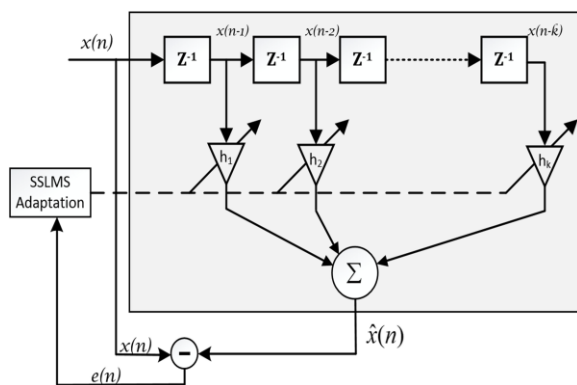 x(n)
x(n-1)
x(n-2)
x(n-k)
Z⁻¹
Z⁻¹
Z⁻¹
Z⁻¹
h₁
h₂
hₖ
SSLMS
Adaptation
Σ
x̂(n)
x(n)
−
e(n)